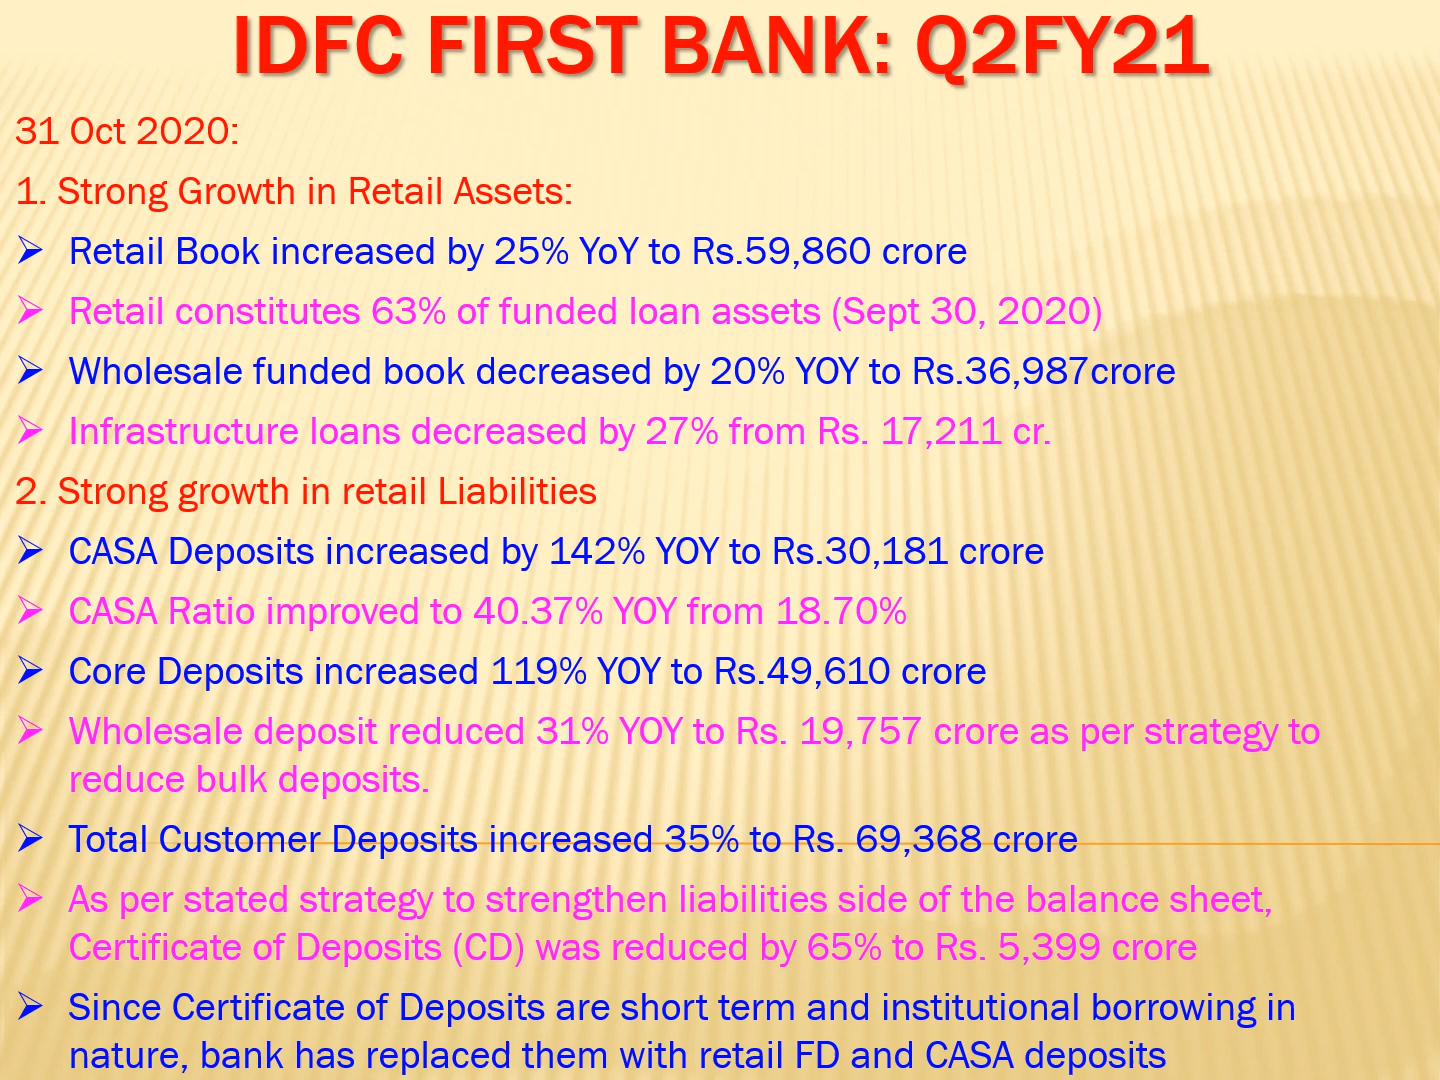 IDFC FIRST BANK: Q2FY21
31 Oct 2020:
1. Strong Growth in Retail Assets:
➢ Retail Book increased by 25% YoY to Rs.59,860 crore
➢ Retail constitutes 63% of funded loan assets (Sept 30, 2020)
➢ Wholesale funded book decreased by 20% YOY to Rs.36,987crore
➢ Infrastructure loans decreased by 27% from Rs. 17,211 cr.
2. Strong growth in retail Liabilities
➢ CASA Deposits increased by 142% YOY to Rs.30,181 crore
➢ CASA Ratio improved to 40.37% YOY from 18.70%
➢ Core Deposits increased 119% YOY to Rs.49,610 crore
➢ Wholesale deposit reduced 31% YOY to Rs. 19,757 crore as per strategy to
reduce bulk deposits.
➢ Total Customer Deposits increased 35% to Rs. 69,368 crore
➢ As per stated strategy to strengthen liabilities side of the balance sheet,
Certificate of Deposits (CD) was reduced by 65% to Rs. 5,399 crore
➢ Since Certificate of Deposits are short term and institutional borrowing in
nature, bank has replaced them with retail FD and CASA deposits